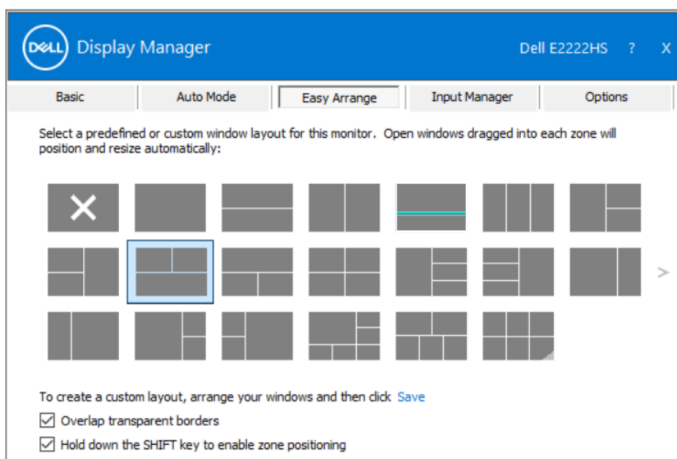 DELL Display Manager Dell E2222HS ? X
Basic Auto Mode Easy Arrange Input Manager Options
Select a predefined or custom window layout for this monitor. Open windows dragged into each zone will
position and resize automatically:
>
To create a custom layout, arrange your windows and then click Save
Overlap transparent borders
Hold down the SHIFT key to enable zone positioning